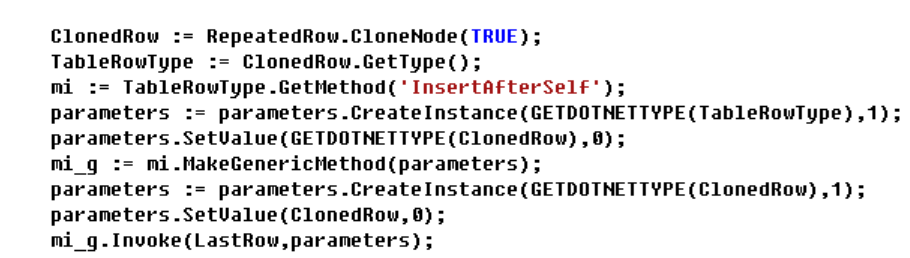 ClonedRow := RepeatedRow.CloneNode(TRUE);
TableRowType := ClonedRow.GetType();
mi := TableRowType.GetMethod('InsertAfterSelf');
parameters := parameters.CreateInstance(GETDOTNETTYPE(TableRowType),1);
parameters.SetValue(GETDOTNETTYPE(ClonedRow),0);
mi_g := mi.MakeGenericMethod(parameters);
parameters := parameters.CreateInstance(GETDOTNETTYPE(ClonedRow),1);
parameters.SetValue(ClonedRow,0);
mi_g.Invoke(LastRow,parameters);